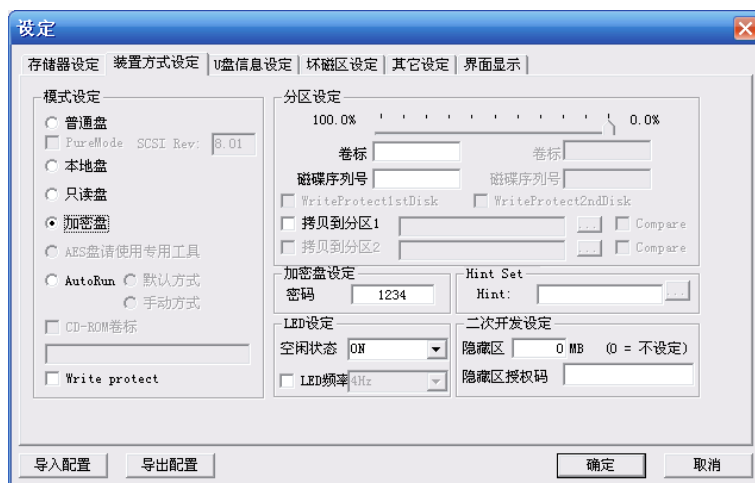 设定
存储器设定 装置方式设定 U盘信息设定 坏磁区设定 其它设定 界面显示
模式设定
普通盘
PureMode SCSI Rev: 8.01
本地盘
只读盘
加密盘
AES盘请使用专用工具
AutoRun 默认方式
手动方式
CD-ROM卷标
Write protect
分区设定
100.0% 0.0%
卷标 卷标
磁碟序列号 磁碟序列号
WriteProtect1stDisk WriteProtect2ndDisk
拷贝到分区1 ... Compare
拷贝到分区2 ... Compare
加密盘设定
密码 1234
Hint Set
Hint: ...
LED设定
空闲状态 ON
LED频率 4Hz
二次开发设定
隐藏区 0 MB (0 = 不设定)
隐藏区授权码
导入配置 导出配置 确定 取消